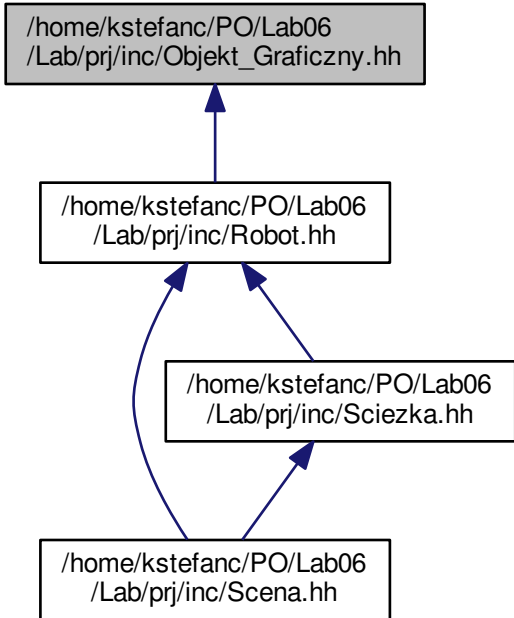 /home/kstefanc/PO/Lab06
/Lab/prj/inc/Objekt_Graficzny.hh
/home/kstefanc/PO/Lab06
/Lab/prj/inc/Robot.hh
/home/kstefanc/PO/Lab06
/Lab/prj/inc/Sciezka.hh
/home/kstefanc/PO/Lab06
/Lab/prj/inc/Scena.hh